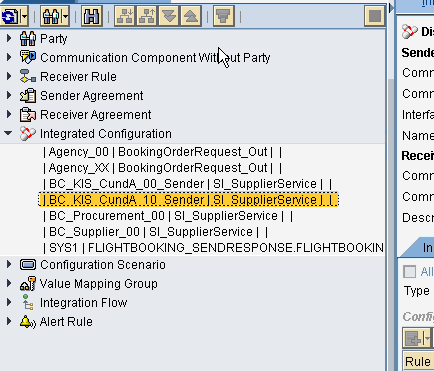 Party
Communication Component Without Party
Receiver Rule
Sender Agreement
Receiver Agreement
Integrated Configuration
| Agency_00 | BookingOrderRequest_Out | |
| Agency_XX | BookingOrderRequest_Out | |
| BC_KIS_CundA_00_Sender | SI_SupplierService | |
| BC_KIS_CundA_10_Sender | SI_SupplierService | |
| BC_Procurement_00 | SI_SupplierService | |
| BC_Supplier_00 | SI_SupplierService | |
| SYS1 | FLIGHTBOOKING_SENDRESPONSE.FLIGHTBOOKIN
Configuration Scenario
Value Mapping Group
Integration Flow
Alert Rule
Dis
Sende
Comm
Comm
Interfa
Name
Receiv
Comm
Comm
Descr
In
All
Type
Config
Rule